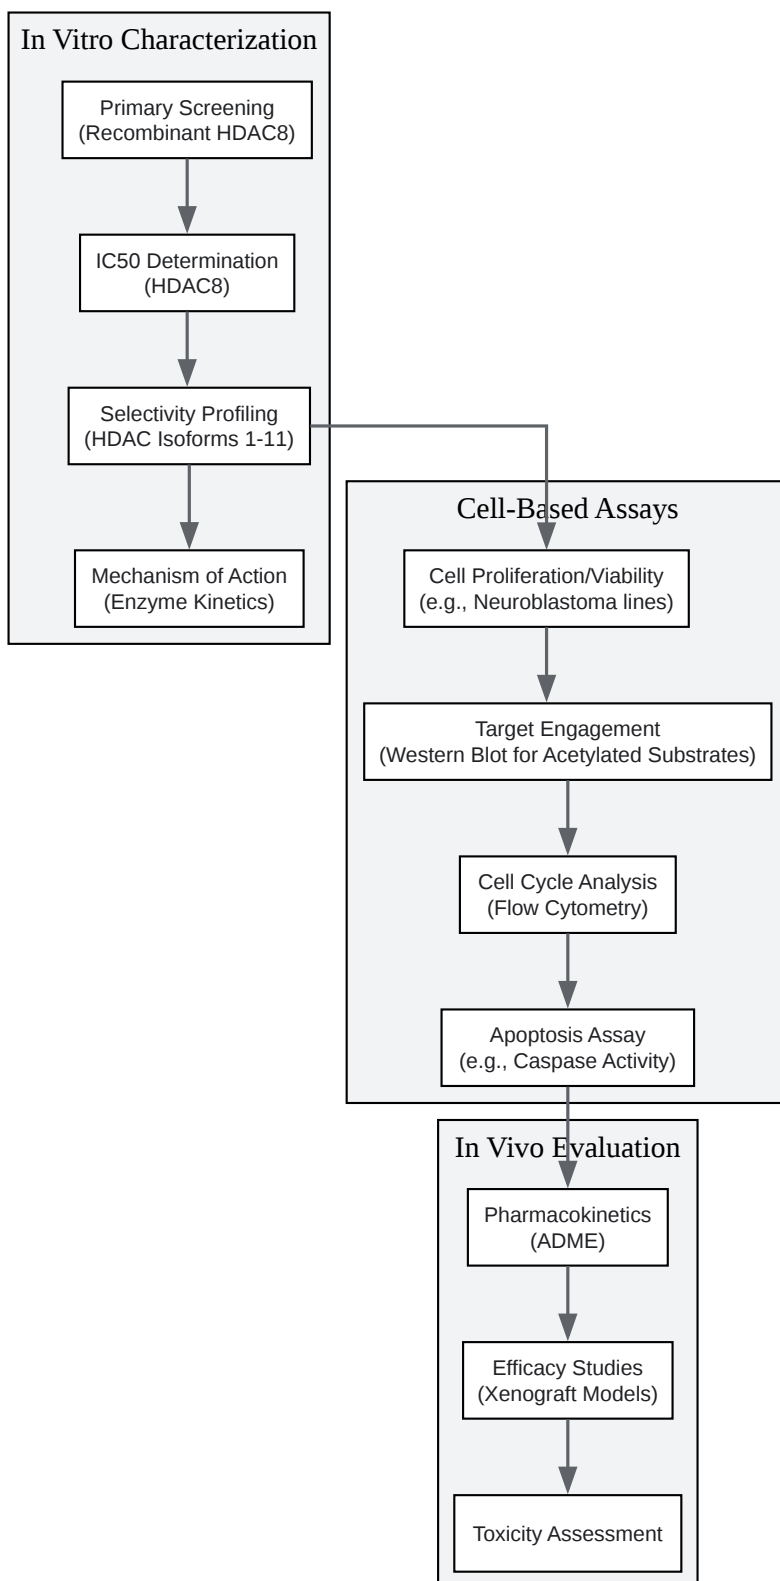 In Vitro Characterization
Primary Screening
(Recombinant HDAC8)
IC50 Determination
(HDAC8)
Selectivity Profiling
(HDAC Isoforms 1-11)
Mechanism of Action
(Enzyme Kinetics)
Cell-Based Assays
Cell Proliferation/Viability
(e.g., Neuroblastoma lines)
Target Engagement
(Western Blot for Acetylated Substrates)
Cell Cycle Analysis
(Flow Cytometry)
Apoptosis Assay
(e.g., Caspase Activity)
In Vivo Evaluation
Pharmacokinetics
(ADME)
Efficacy Studies
(Xenograft Models)
Toxicity Assessment